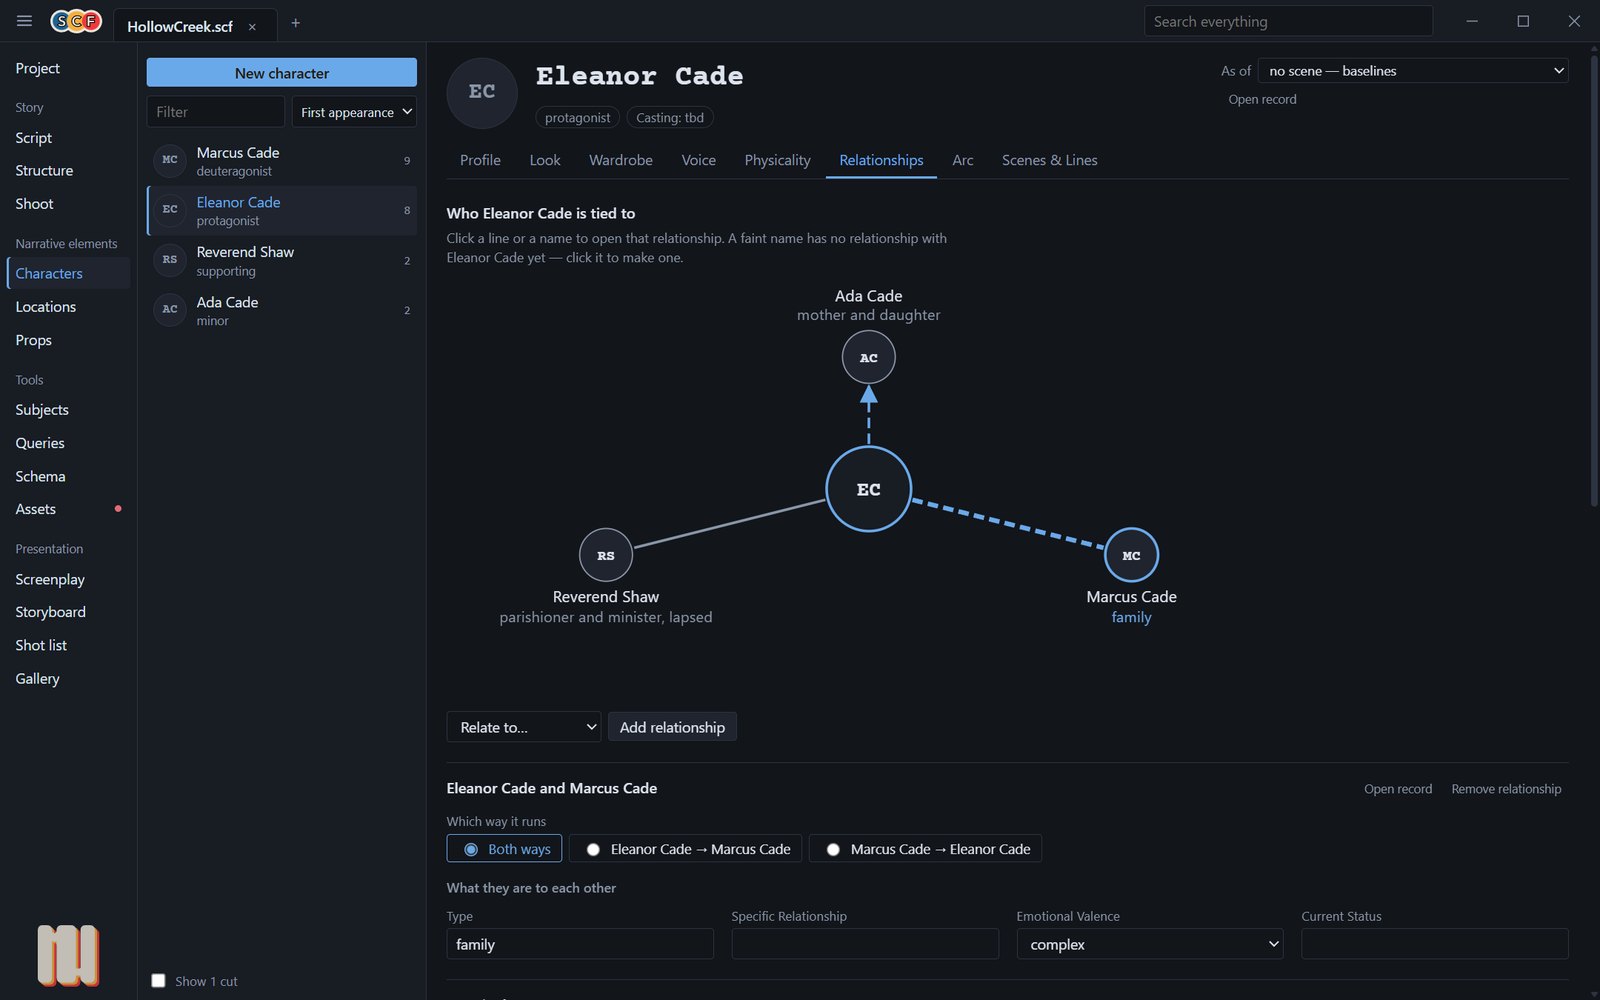 SCF
HollowCreek.scf
Search everything
Project
Story
Script
Structure
Shoot
Narrative elements
Characters
Locations
Props
Tools
Subjects
Queries
Schema
Assets
Presentation
Screenplay
Storyboard
Shot list
Gallery
New character
Filter
First appearance
MC
Marcus Cade
deuteragonist
9
EC
Eleanor Cade
protagonist
8
RS
Reverend Shaw
supporting
2
AC
Ada Cade
minor
2
Show 1 cut
EC
Eleanor Cade
protagonist
Casting: tbd
As of
no scene — baselines
Open record
Profile
Look
Wardrobe
Voice
Physicality
Relationships
Arc
Scenes & Lines
Who Eleanor Cade is tied to
Click a line or a name to open that relationship. A faint name has no relationship with
Eleanor Cade yet — click it to make one.
Ada Cade
mother and daughter
AC
EC
RS
Reverend Shaw
parishioner and minister, lapsed
MC
Marcus Cade
family
Relate to...
Add relationship
Eleanor Cade and Marcus Cade
Open record
Remove relationship
Which way it runs
Both ways
Eleanor Cade → Marcus Cade
Marcus Cade → Eleanor Cade
What they are to each other
Type
family
Specific Relationship
Emotional Valence
complex
Current Status